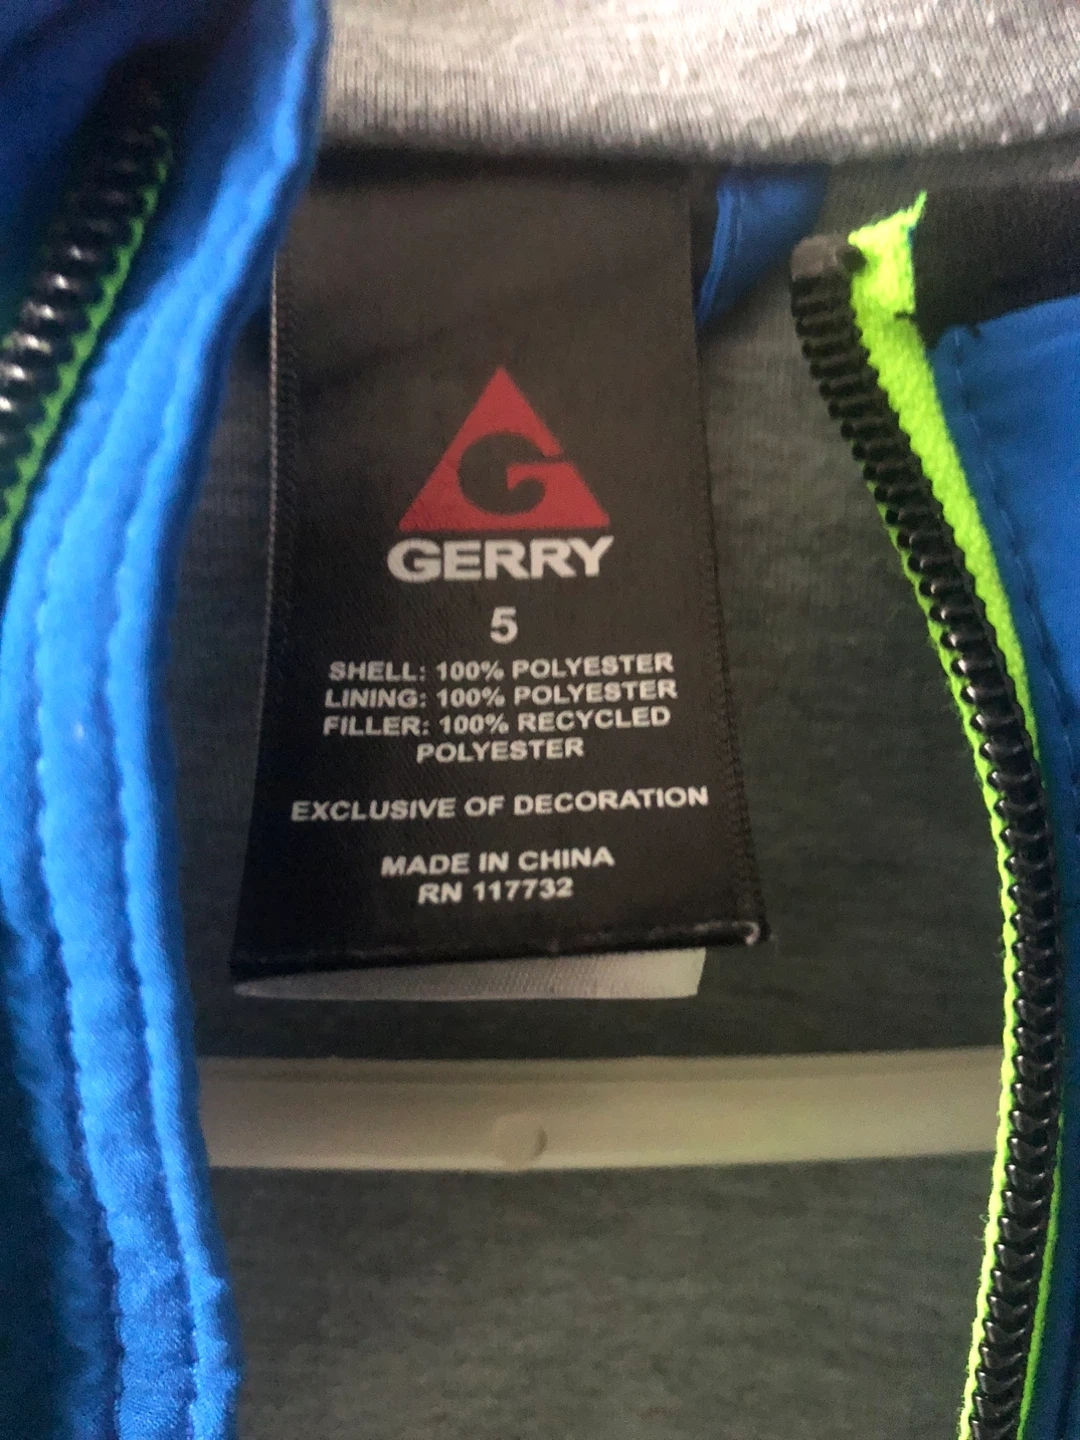 GERRY
5
SHELL: 100% POLYESTER
LINING: 100% POLYESTER
FILLER: 100% RECYCLED
POLYESTER
EXCLUSIVE OF DECORATION
MADE IN CHINA
RN 117732